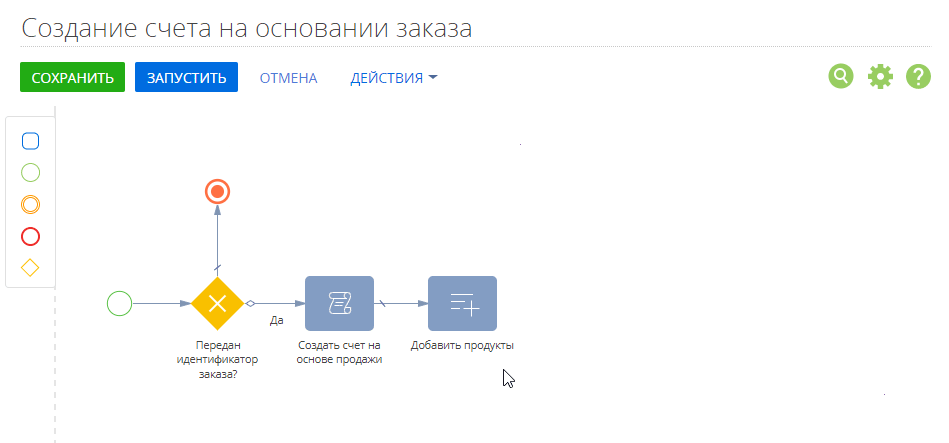 Создание счета на основании заказа
СОХРАНИТЬ ЗАПУСТИТЬ ОТМЕНА ДЕЙСТВИЯ
?
Да
Передан
идентификатор
заказа?
Создать счет на
основе продажи
Добавить продукты